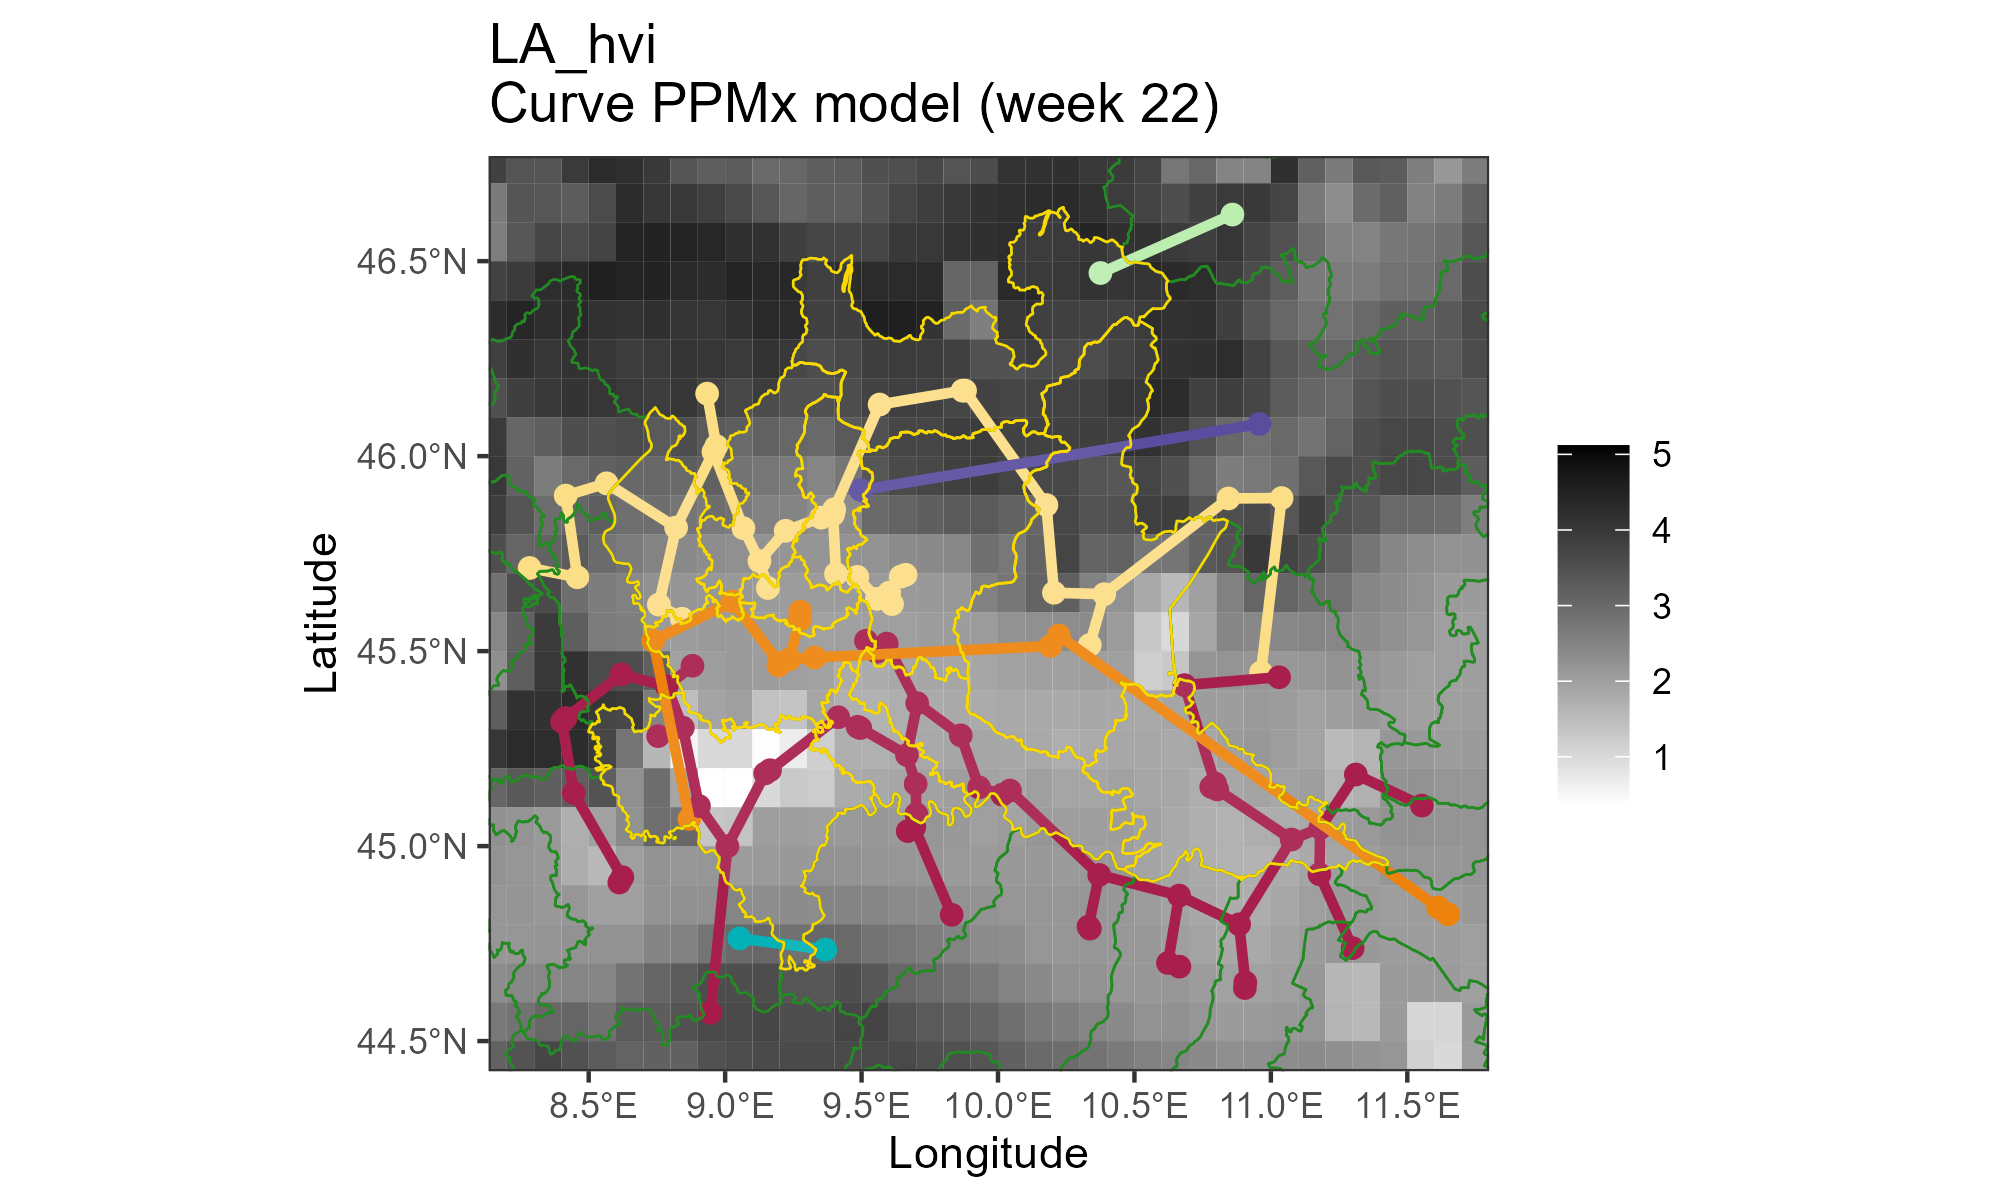 LA_hvi
Curve PPMx model (week 22)
46.5°N
46.0°N
45.5°N
45.0°N
44.5°N
Latitude
8.5°E 9.0°E 9.5°E 10.0°E 10.5°E 11.0°E 11.5°E
Longitude
5
4
3
2
1